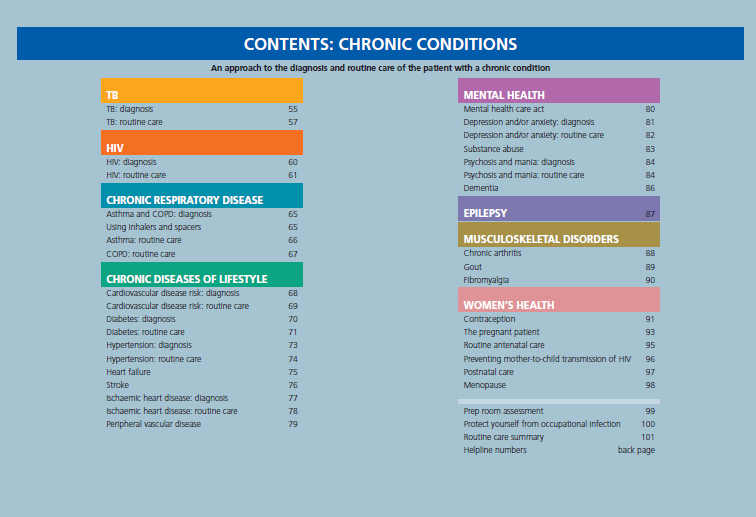 CONTENTS: CHRONIC CONDITIONS
An approach to the diagnosis and routine care of the patient with a chronic condition
TB
TB: diagnosis 55
TB: routine care 57
HIV
HIV: diagnosis 60
HIV: routine care 61
CHRONIC RESPIRATORY DISEASE
Asthma and COPD: diagnosis 65
Using inhalers and spacers 65
Asthma: routine care 66
COPD: routine care 67
CHRONIC DISEASES OF LIFESTYLE
Cardiovascular disease risk: diagnosis 68
Cardiovascular disease risk: routine care 69
Diabetes: diagnosis 70
Diabetes: routine care 71
Hypertension: diagnosis 73
Hypertension: routine care 74
Heart failure 75
Stroke 76
Ischaemic heart disease: diagnosis 77
Ischaemic heart disease: routine care 78
Peripheral vascular disease 79
MENTAL HEALTH
Mental health care act 80
Depression and/or anxiety: diagnosis 81
Depression and/or anxiety: routine care 82
Substance abuse 83
Psychosis and mania: diagnosis 84
Psychosis and mania: routine care 84
Dementia 86
EPILEPSY 87
MUSCULOSKELETAL DISORDERS
Chronic arthritis 88
Gout 89
Fibromyalgia 90
WOMEN'S HEALTH
Contraception 91
The pregnant patient 93
Routine antenatal care 95
Preventing mother-to-child transmission of HIV 96
Postnatal care 97
Menopause 98
Prep room assessment 99
Protect yourself from occupational infection 100
Routine care summary 101
Helpline numbers back page